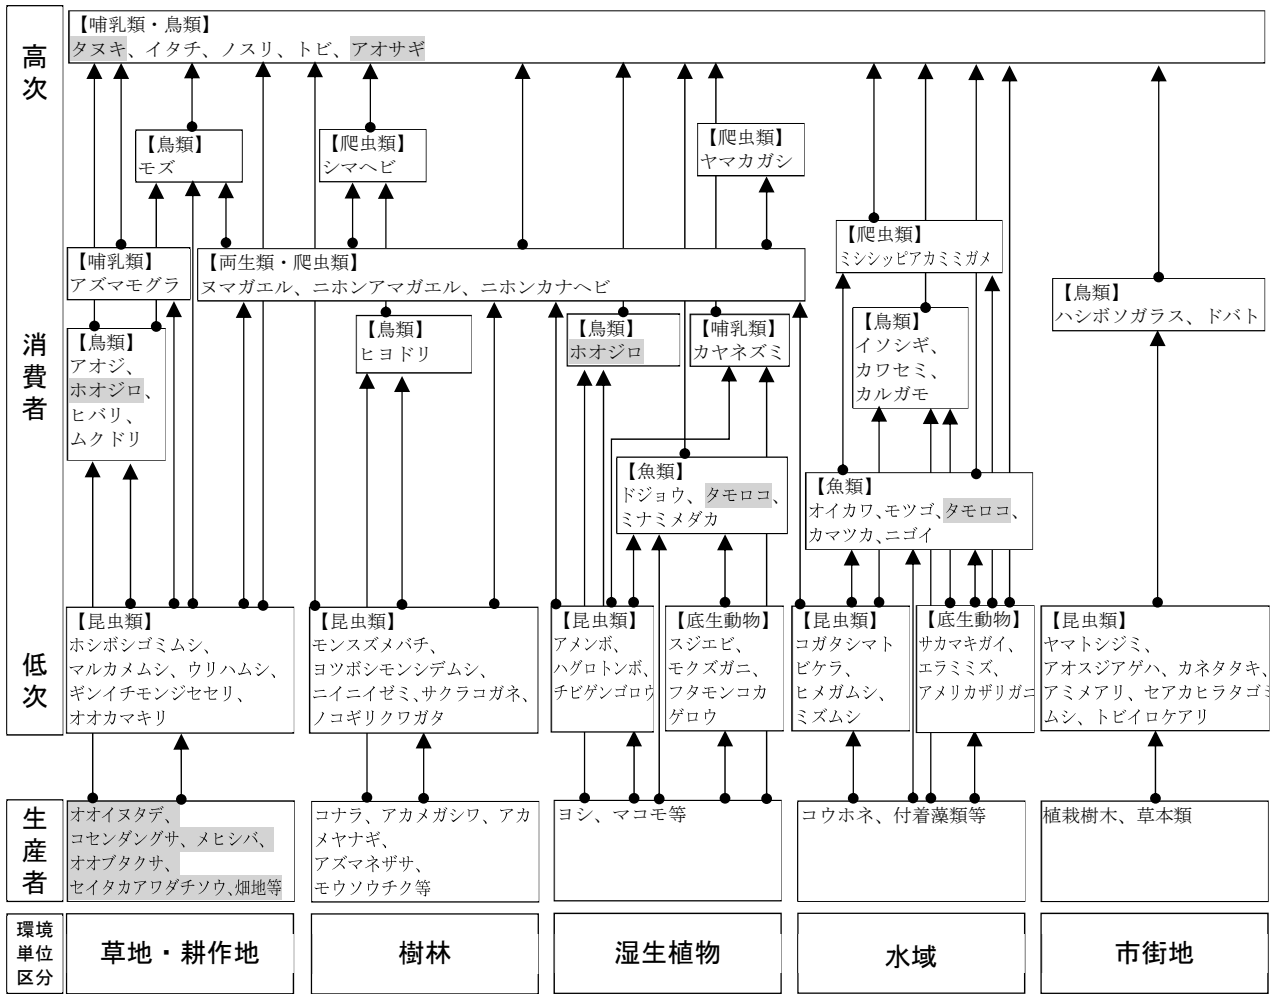 高次
【哺乳類・鳥類】
タヌキ、イタチ、ノスリ、トビ、アオサギ
【鳥類】
モズ
【爬虫類】
シマヘビ
【爬虫類】
ヤマカガシ
消費者
【哺乳類】
アズマモグラ
【両生類・爬虫類】
ヌマガエル、ニホンアマガエル、ニホンカナヘビ
【爬虫類】
ミシシッピアカミミガメ
【鳥類】
ハシボソガラス、ドバト
【鳥類】
アオジ、
ホオジロ、
ヒバリ、
ムクドリ
【鳥類】
ヒヨドリ
【鳥類】
ホオジロ
【哺乳類】
カヤネズミ
【鳥類】
イソシギ、
カワセミ、
カルガモ
【魚類】
ドジョウ、タモロコ、
ミナミメダカ
【魚類】
オイカワ、モツゴ、タモロコ、
カマツカ、ニゴイ
低次
【昆虫類】
ホシボシゴミムシ、
マルカメムシ、ウリハムシ、
ギンイチモンジセセリ、
オオカマキリ
【昆虫類】
モンスズメバチ、
ヨツボシモンシデムシ、
ニイニイゼミ、サクラコガネ、
ノコギリクワガタ
【昆虫類】
アメンボ、
ハグロトンボ、
チビゲンゴロウ
【底生動物】
スジエビ、
モクズガニ、
フタモンコカ
ゲロウ
【昆虫類】
コガタシマト
ビケラ、
ヒメガムシ、
ミズムシ
【底生動物】
サカマキガイ、
エラミミズ、
アメリカザリガニ
【昆虫類】
ヤマトシジミ、
アオスジアゲハ、カネタタキ、
アミメアリ、セアカヒラタゴミ
ムシ、トビイロケアリ
生産者
オオイヌタデ、
コセンダングサ、メヒシバ、
オオブタクサ、
セイタカアワダチソウ、畑地等
コナラ、アカメガシワ、アカ
メヤナギ、
アズマネザサ、
モウソウチク等
ヨシ、マコモ等
コウホネ、付着藻類等
植栽樹木、草本類
環境
単位
区分
草地・耕作地
樹林
湿生植物
水域
市街地